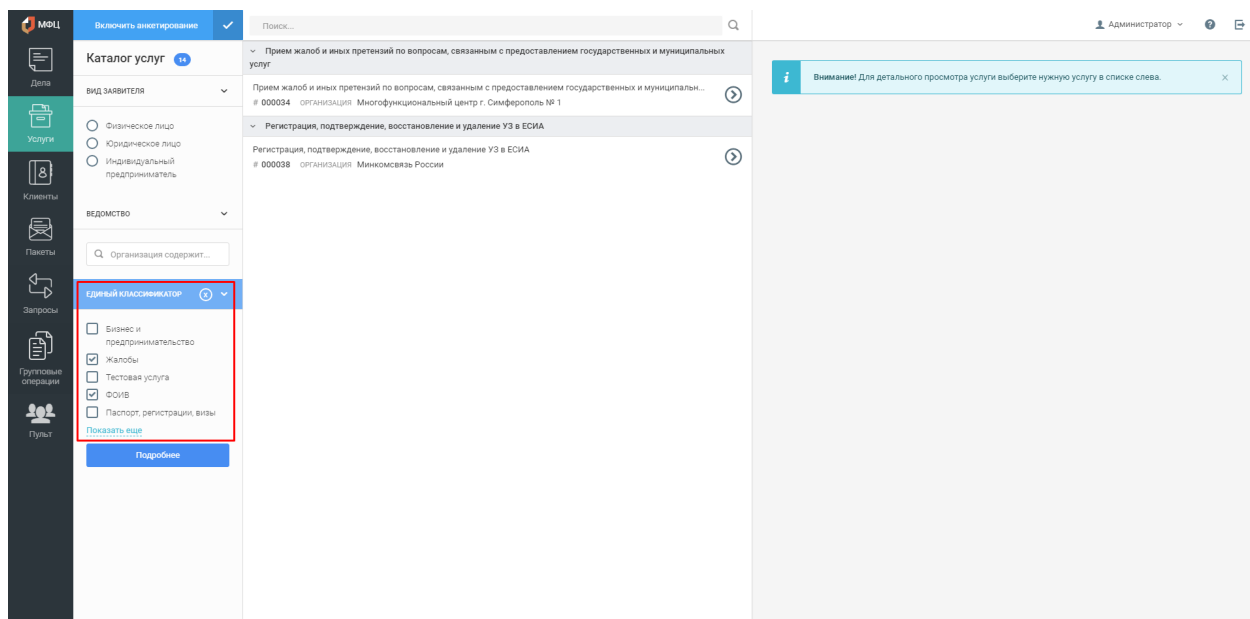 МФЦ
Дела
Услуги
Клиенты
Пакеты
Запросы
Групповые
операции
Пульт
Включить анкетирование
Каталог услуг 14
ВИД ЗАЯВИТЕЛЯ
Физическое лицо
Юридическое лицо
Индивидуальный
предприниматель
ВЕДОМСТВО
Организация содержит...
ЕДИНЫЙ КЛАССИФИКАТОР
Бизнес и
предпринимательство
Жалобы
Тестовая услуга
ФОИВ
Паспорт, регистрации, визы
Показать еще
Подробнее
Поиск...
Прием жалоб и иных претензий по вопросам, связанным с предоставлением государственных и муниципальных
услуг
Прием жалоб и иных претензий по вопросам, связанным с предоставлением государственных и муниципальн...
# 000034 ОРГАНИЗАЦИЯ Многофункциональный центр г. Симферополь № 1
Регистрация, подтверждение, восстановление и удаление УЗ в ЕСИА
Регистрация, подтверждение, восстановление и удаление УЗ в ЕСИА
# 000038 ОРГАНИЗАЦИЯ Минкомсвязь России
Администратор
Внимание! Для детального просмотра услуги выберите нужную услугу в списке слева.